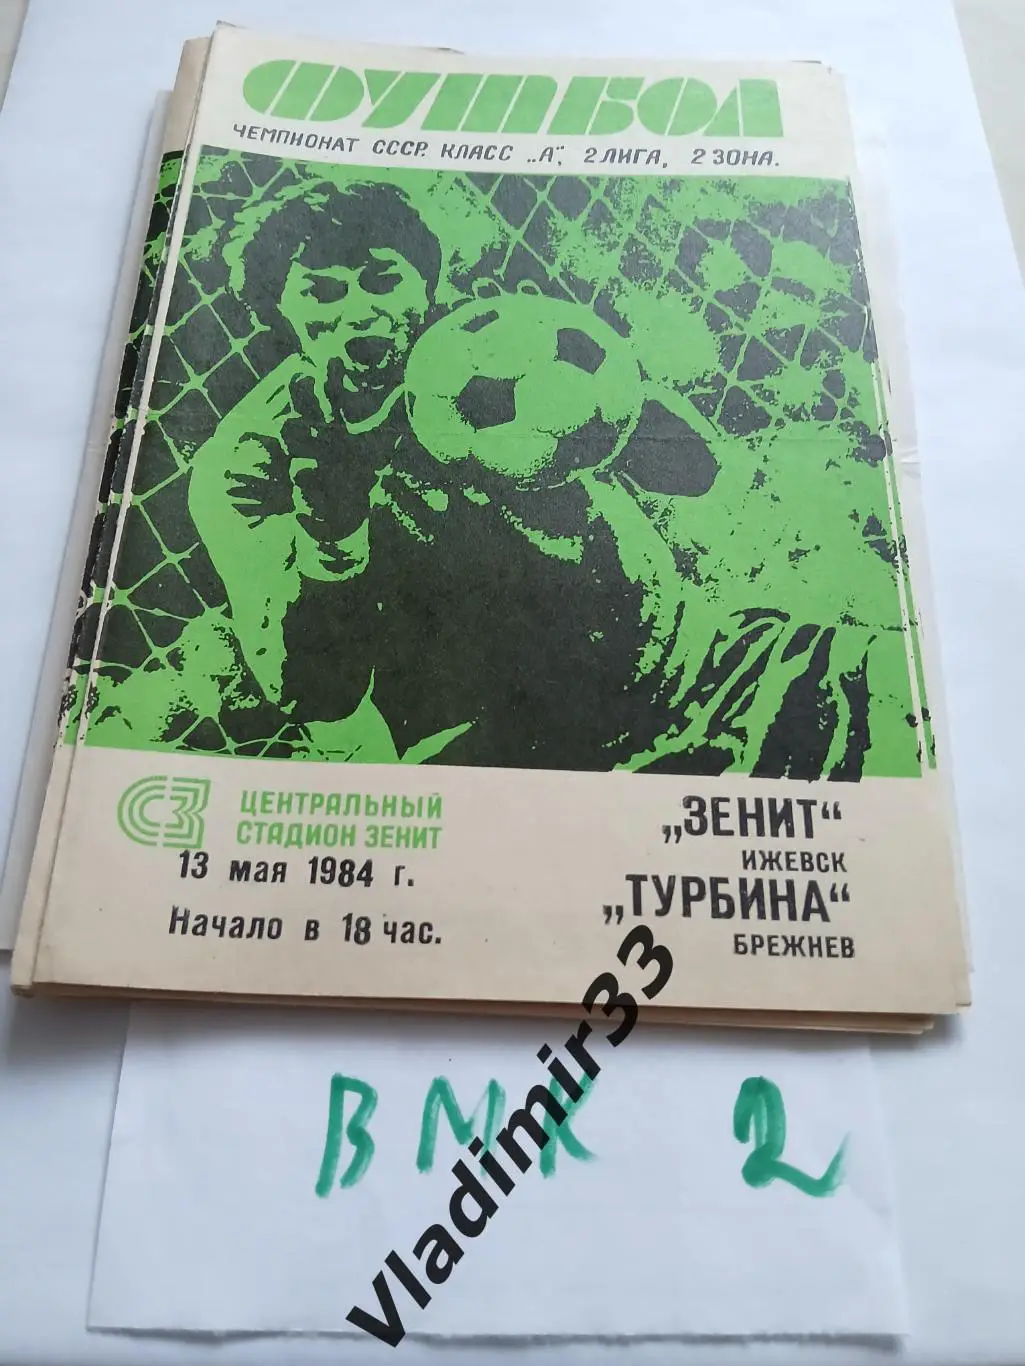 ФУТБОЛ
ЧЕМПИОНАТ СССР. КЛАСС „А", 2 ЛИГА, 2 ЗОНА.
СЗ ЦЕНТРАЛЬНЫЙ
СТАДИОН ЗЕНИТ
13 мая 1984 г.
Начало в 18 час.
„ЗЕНИТ“
ИЖЕВСК
„ТУРБИНА“
БРЕЖНЕВ
ВМК 2
vladimir33